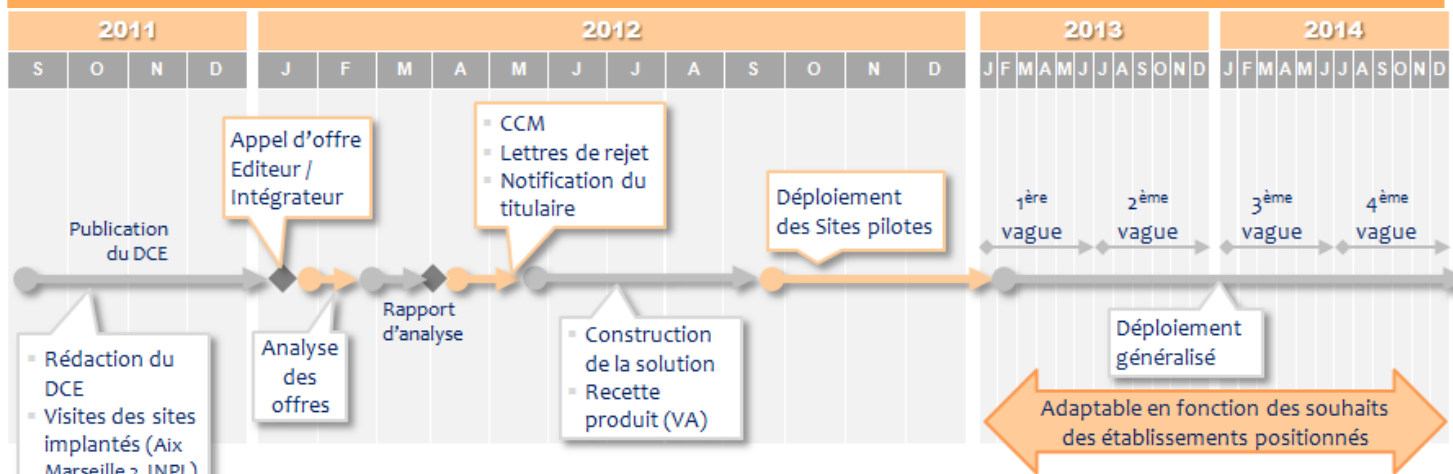 2011 2012 2013 2014
S O N D J F M A M J J A S O N D J F M A M J J A S O N D J F M A M J J A S O N D
Appel d'offre
Editeur /
Intégrateur
CCM
Lettres de rejet
Notification du
titulaire
Déploiement
des Sites pilotes
1ère
vague
2ème
vague
3ème
vague
4ème
vague
Publication
du DCE
Rapport
d'analyse
Rédaction du
DCE
Visites des sites
implantés (Aix
Marseille 2, INPL)
Analyse
des
offres
Construction
de la solution
Recette
produit (VA)
Déploiement
généralisé
Adaptable en fonction des souhaits
des établissements positionnés